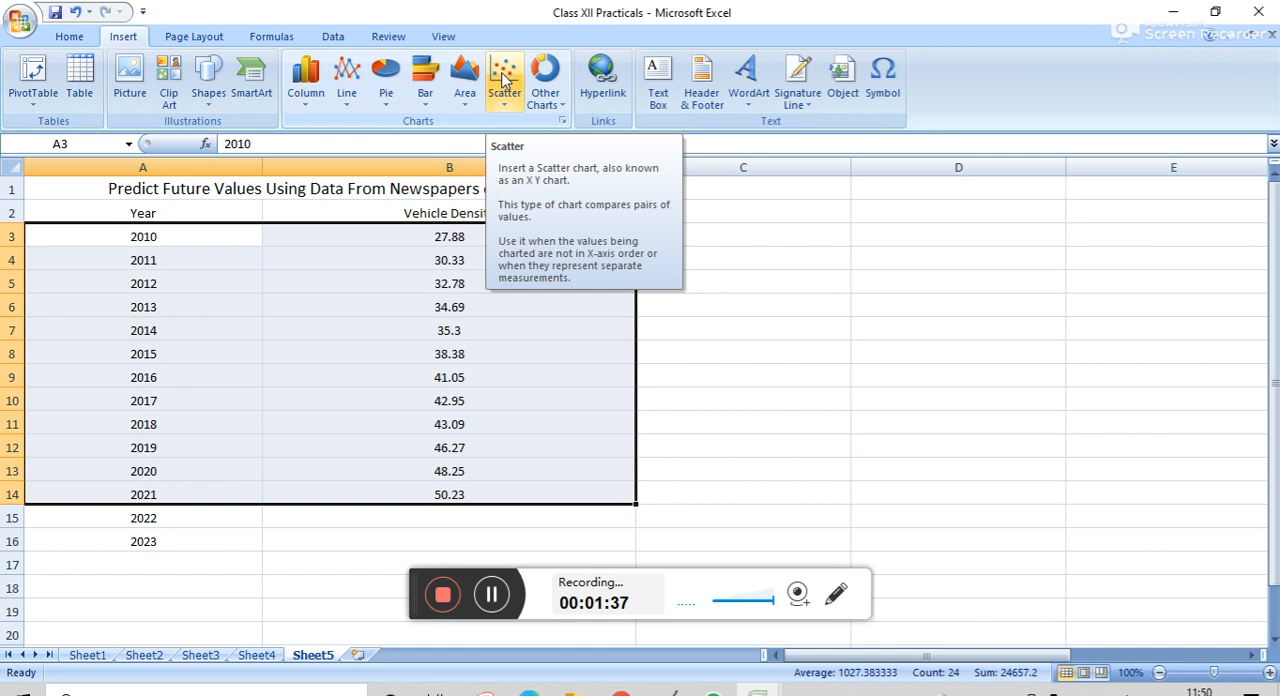 Class XII Practicals - Microsoft Excel
Screen Recorder
Home Insert Page Layout Formulas Data Review View
PivotTable Table Picture Clip Art Shapes SmartArt Column Line Pie Bar Area Scatter Other Charts Hyperlink Text Box Header & Footer WordArt Signature Line Object Symbol
Tables Illustrations Charts Links Text
A3 fx 2010
Scatter
Insert a Scatter chart, also known
as an X Y chart.
This type of chart compares pairs of
values.
Use it when the values being
charted are not in X-axis order or
when they represent separate
measurements.
A B C D E
1 Predict Future Values Using Data From Newspapers
2 Year Vehicle Densit
3 2010 27.88
4 2011 30.33
5 2012 32.78
6 2013 34.69
7 2014 35.3
8 2015 38.38
9 2016 41.05
10 2017 42.95
11 2018 43.09
12 2019 46.27
13 2020 48.25
14 2021 50.23
15 2022
16 2023
17
18
19
20
Recording...
00:01:37
Sheet1 Sheet2 Sheet3 Sheet4 Sheet5
Ready Average: 1027.383333 Count: 24 Sum: 24657.2 100%
11:50